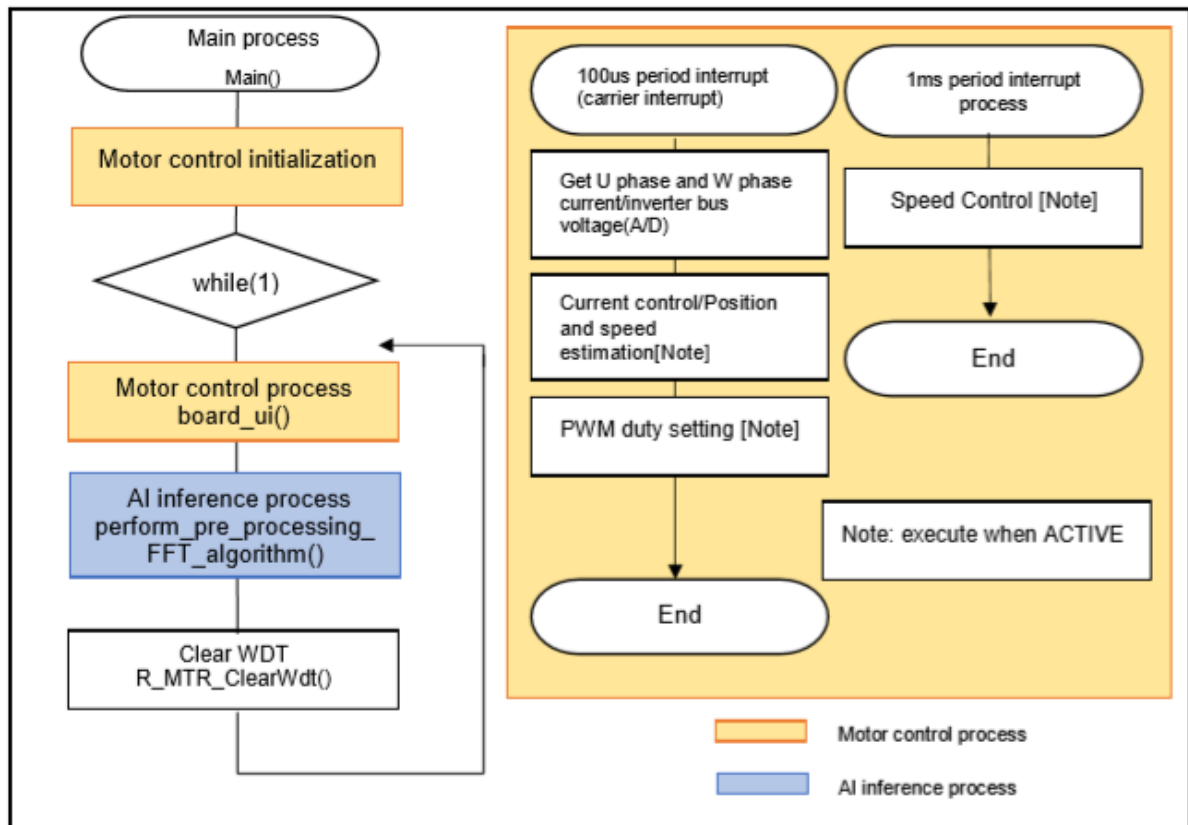 Main process
Main()
Motor control initialization
while(1)
Motor control process
board_ui()
AI inference process
perform_pre_processing_
FFT_algorithm()
Clear WDT
R_MTR_ClearWdt()
100us period interrupt
(carrier interrupt)
Get U phase and W phase
current/inverter bus
voltage(A/D)
Current control/Position
and speed
estimation[Note]
PWM duty setting [Note]
End
1ms period interrupt
process
Speed Control [Note]
End
Note: execute when ACTIVE
Motor control process
AI inference process